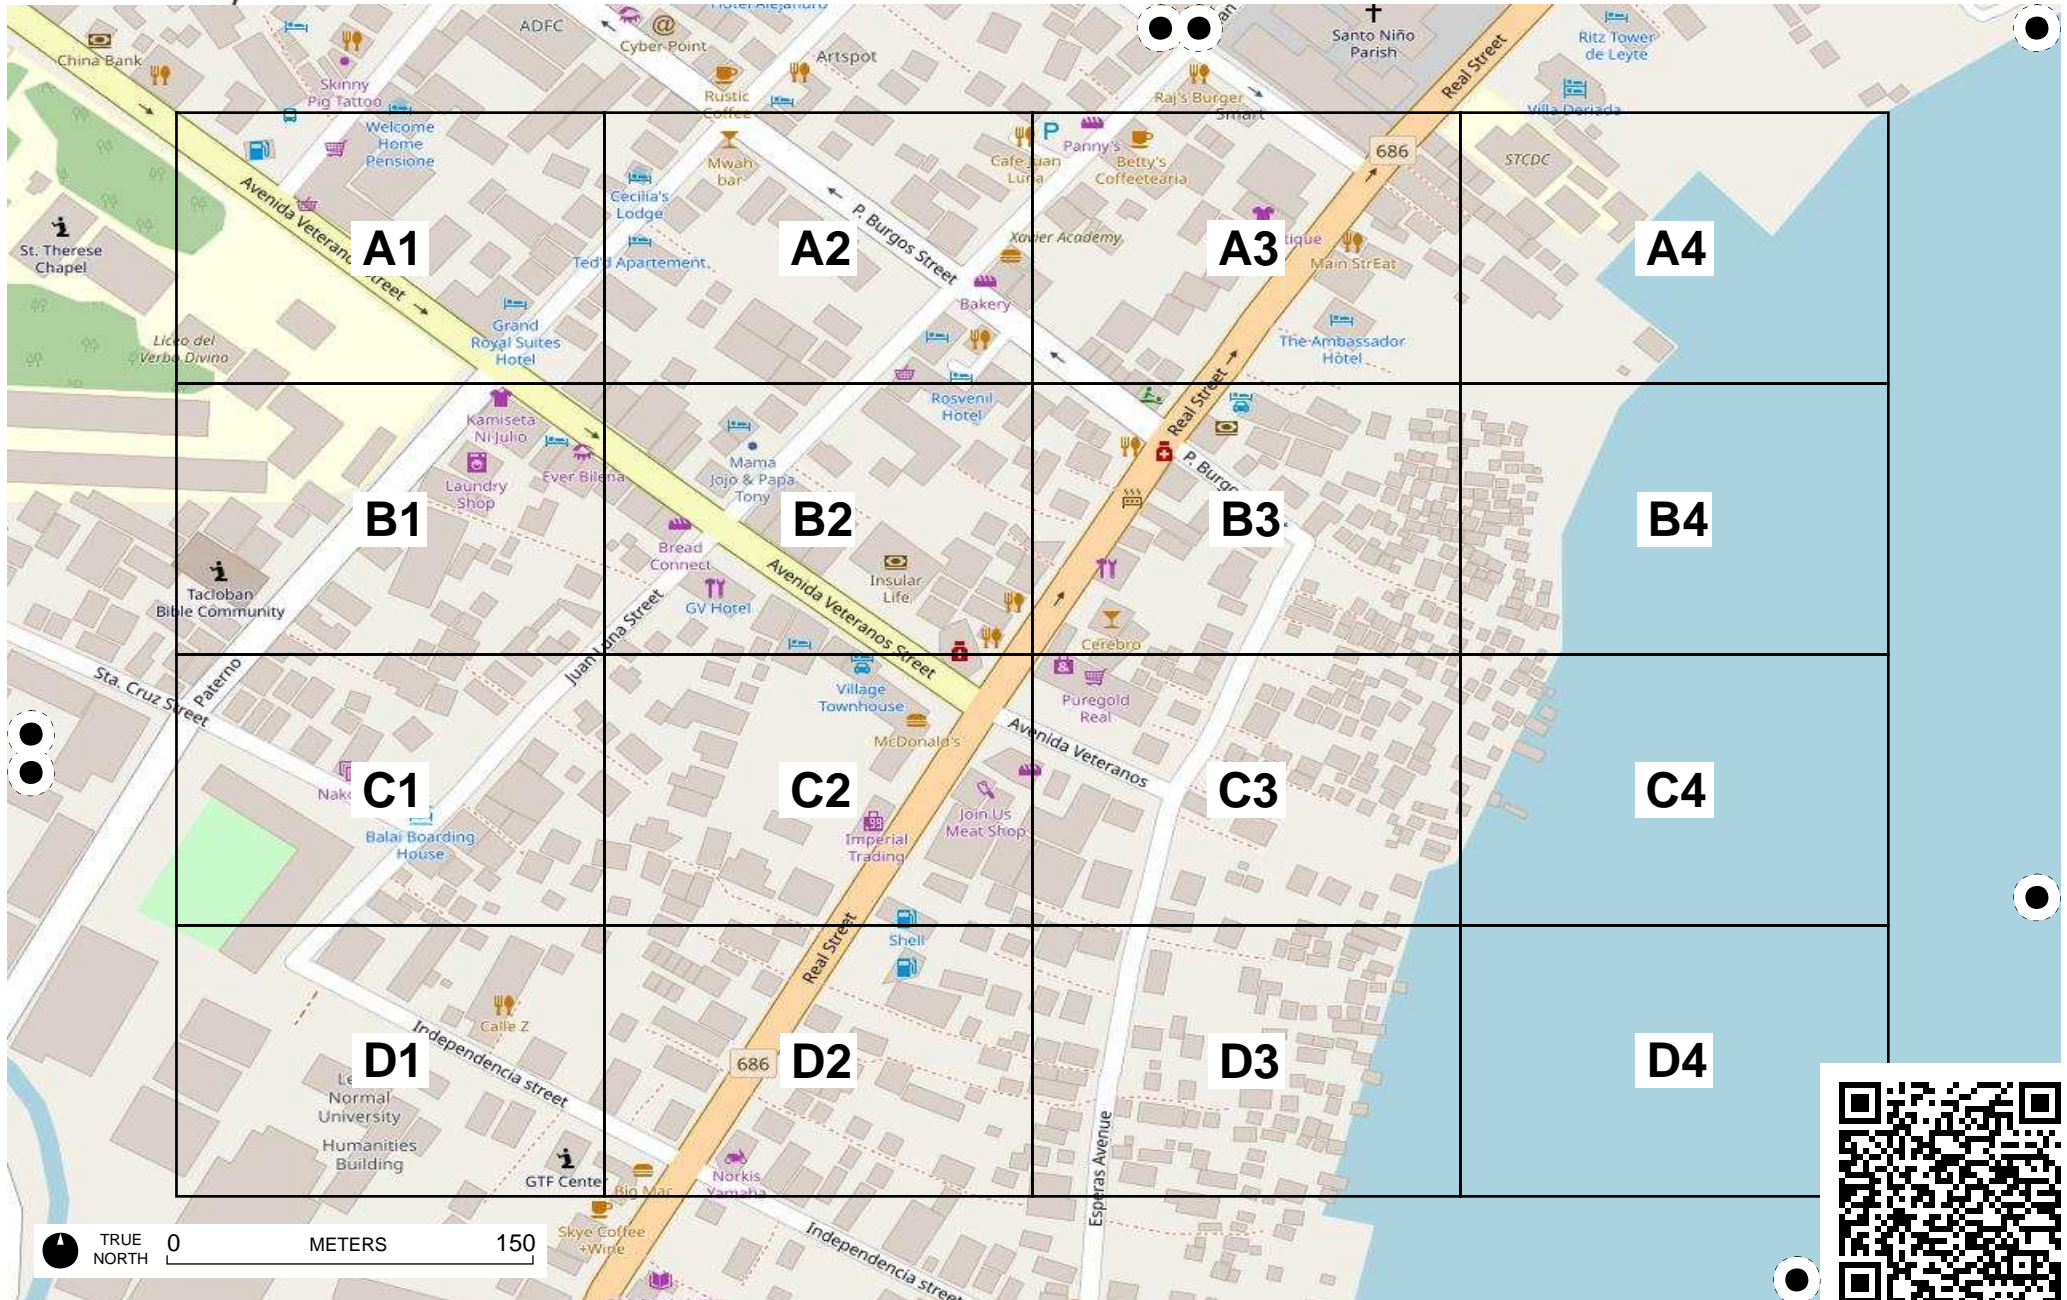 ADFC
Cyber Point
Artspot
China Bank
Skinny
Pig Tattoo
Rustic
Coffee
Raj's Burger
Smart
Santo Niño
Parish
Real Street
Ritz Tower
de Leyte
Villa Deriada
Welcome
Home
Pensione
Mwah
bar
Cafe Juan
Luna
P
Panny's
Betty's
Coffeetearia
686
STCDC
Avenida Veteranos Street
Cecilia's
Lodge
P. Burgos Street
St. Therese
Chapel
A1
A2
Xavier Academy
A3
A4
Ted'd Apartement
Main StrEat
Bakery
Liceo del
Verbo Divino
Grand
Royal Suites
Hotel
The Ambassador
Hotel
Kamiseta
Ni Julio
Rosvenil
Hotel
Real Street
Laundry
Shop
Ever Bilena
Mama
Jojo & Papa
Tony
B1
B2
B3
B4
Bread
Connect
Insular
Life
Avenida Veteranos Street
GV Hotel
Tacloban
Bible Community
Juan Luna Street
Cerebro
Sta. Cruz Street
Paterno
Village
Townhouse
Puregold
Real
McDonald's
Avenida Veteranos
C1
C2
C3
C4
Balai Boarding
House
Imperial
Trading
Join Us
Meat Shop
Real Street
Shell
Calle Z
Independencia street
D1
686
D2
D3
D4
Normal
University
Humanities
Building
GTF Center
Big Mac
Norkis
Yamaha
Esperas Avenue
Skye Coffee
+Wine
Independencia street
TRUE
NORTH
0 METERS 150